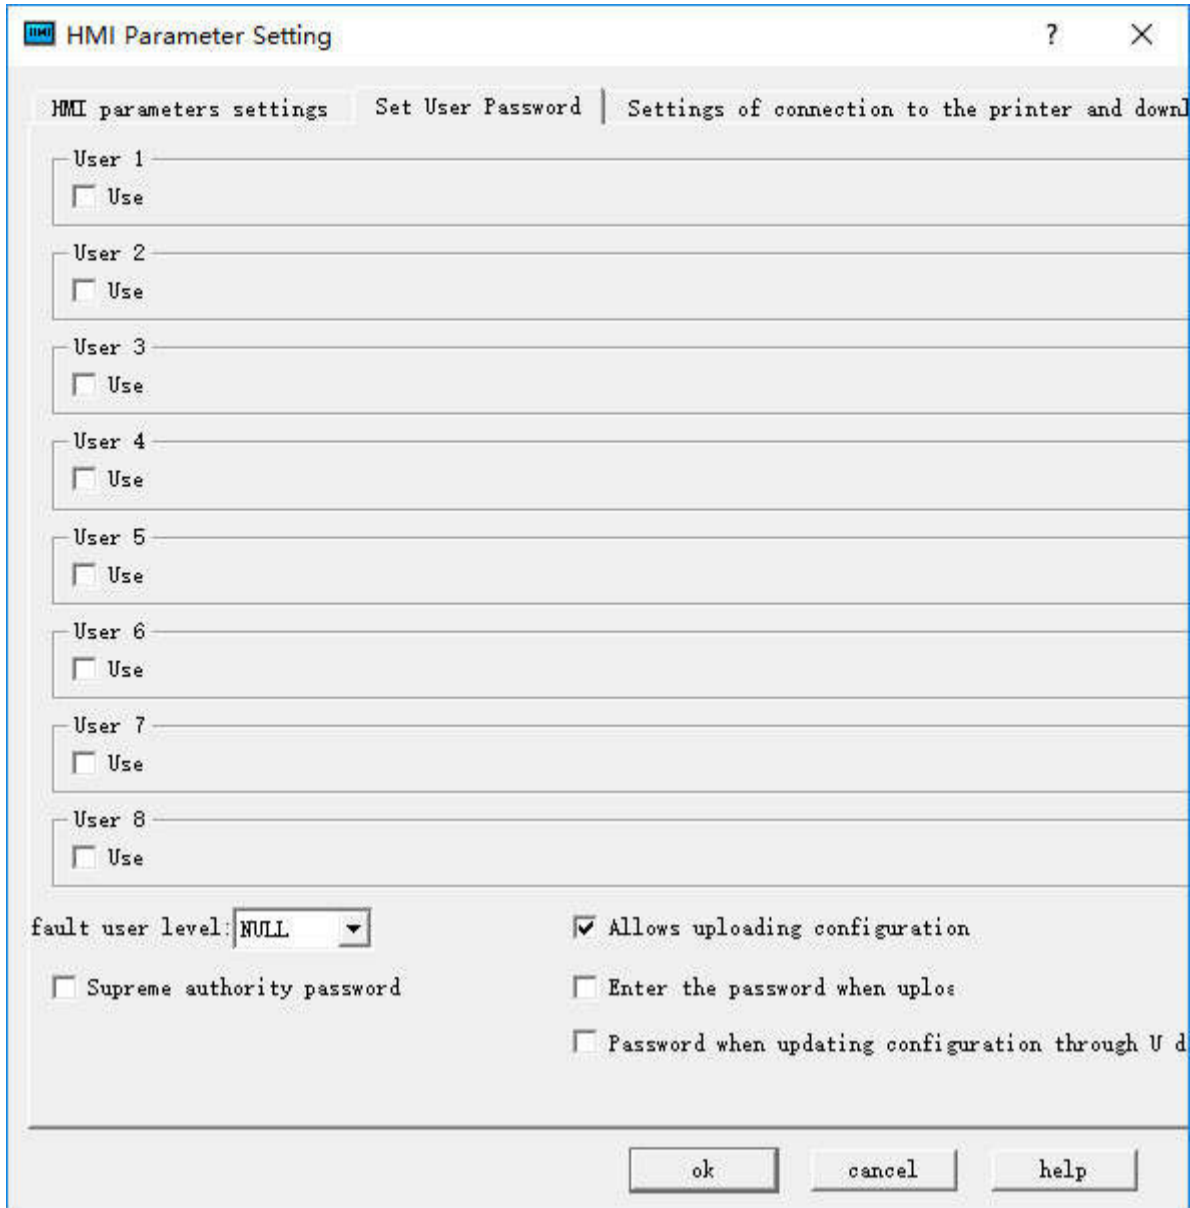 HMI HMI Parameter Setting ?
HMI parameters settings Set User Password Settings of connection to the printer and downl
User 1
Use
User 2
Use
User 3
Use
User 4
Use
User 5
Use
User 6
Use
User 7
Use
User 8
Use
fault user level: NULL Allows uploading configuration
Supreme authority password Enter the password when uploa
Password when updating configuration through U d
ok cancel help